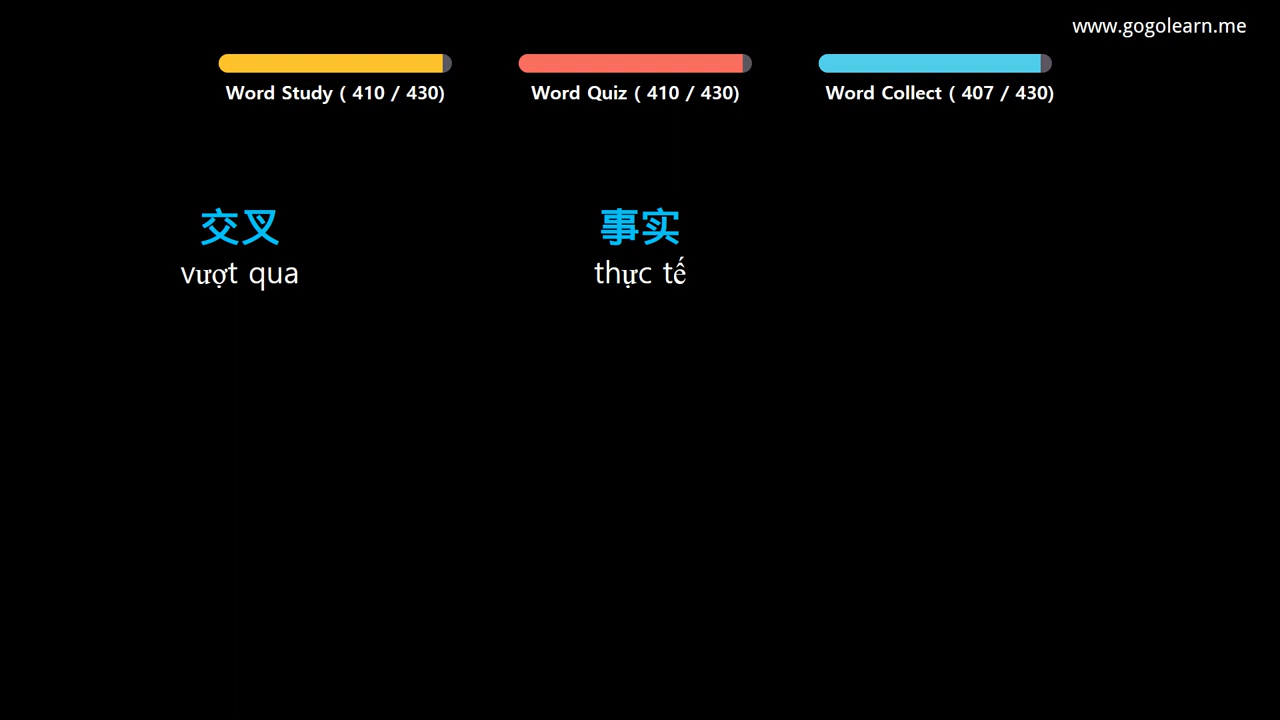 www.gogolearn.me
Word Study ( 410 / 430)
Word Quiz ( 410 / 430)
Word Collect ( 407 / 430)
交叉
vượt qua
事实
thực tế